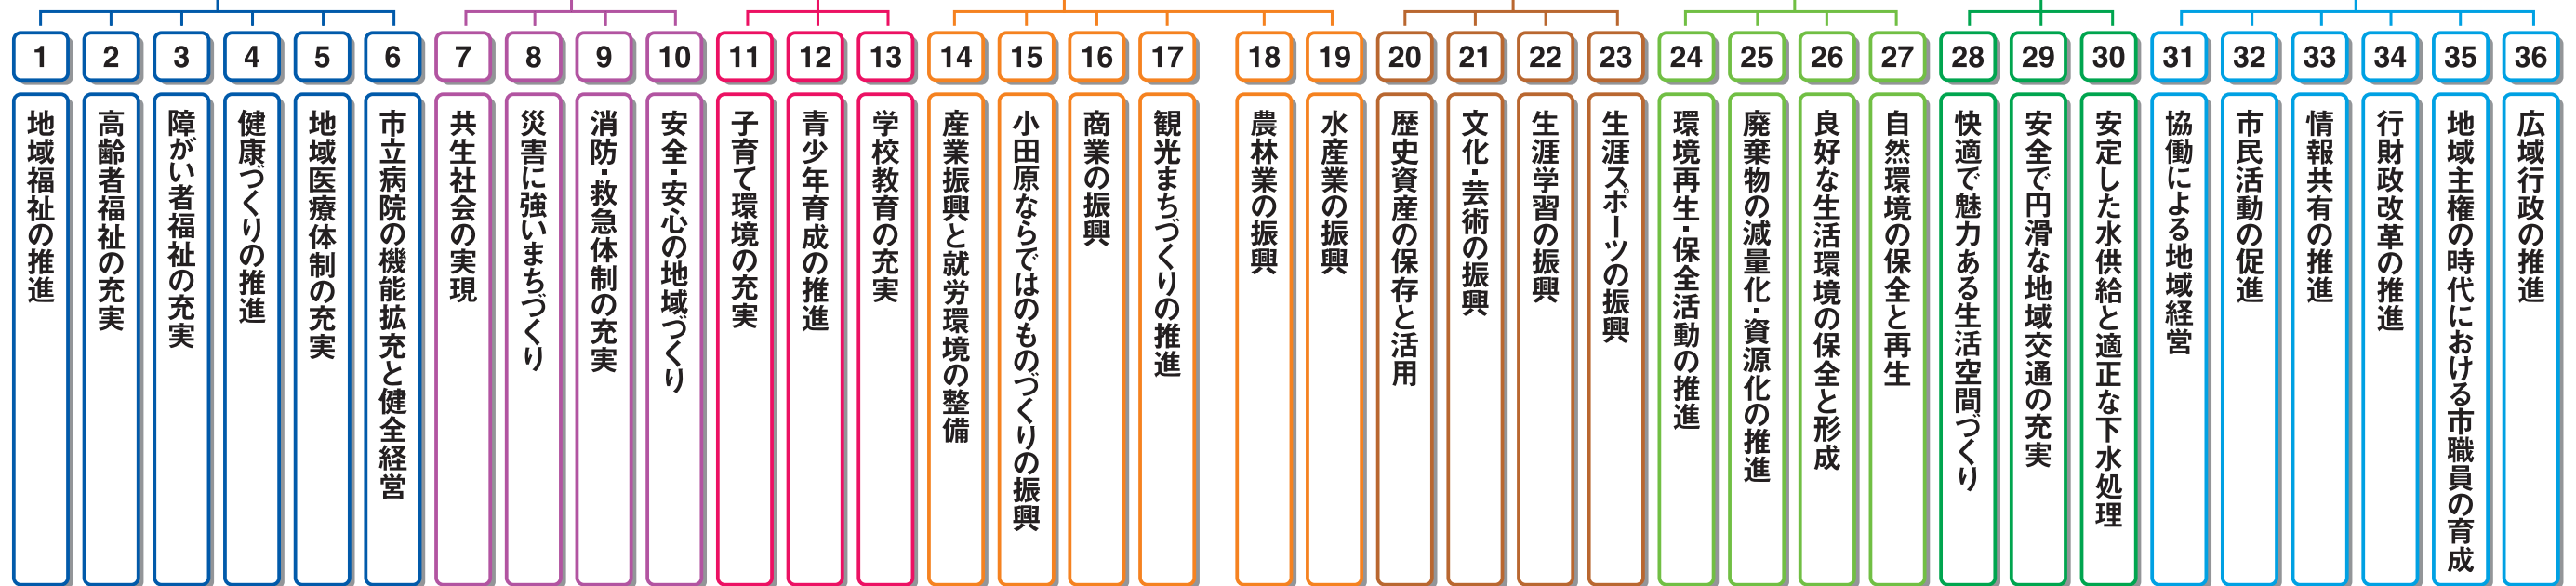 1
地域福祉の推進
2
高齢者福祉の充実
3
障がい者福祉の充実
4
健康づくりの推進
5
地域医療体制の充実
6
市立病院の機能拡充と健全経営
7
共生社会の実現
8
災害に強いまちづくり
9
消防・救急体制の充実
10
安全・安心の地域づくり
11
子育て環境の充実
12
青少年育成の推進
13
学校教育の充実
14
産業振興と就労環境の整備
15
小田原ならではのものづくりの振興
16
商業の振興
17
観光まちづくりの推進
18
農林業の振興
19
水産業の振興
20
歴史資産の保存と活用
21
文化・芸術の振興
22
生涯学習の振興
23
生涯スポーツの振興
24
環境再生・保全活動の推進
25
廃棄物の減量化・資源化の推進
26
良好な生活環境の保全と形成
27
自然環境の保全と再生
28
快適で魅力ある生活空間づくり
29
安全で円滑な地域交通の充実
30
安定した水供給と適正な下水処理
31
協働による地域経営
32
市民活動の促進
33
情報共有の推進
34
行財政改革の推進
35
地域主権の時代における市職員の育成
36
広域行政の推進